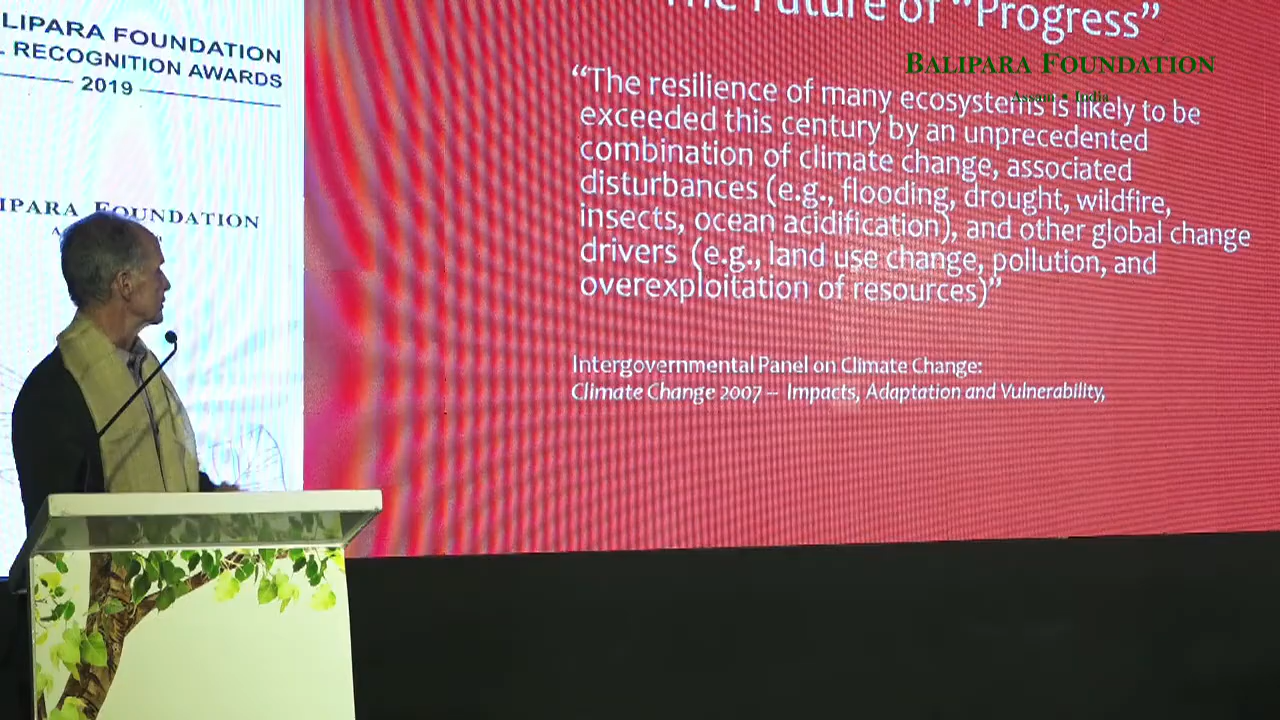 LIPARA FOUNDATION
L RECOGNITION AWARDS
2019
IPARA FOUNDATION
The Future of “Progress”
BALIPARA FOUNDATION
Assam • India
“The resilience of many ecosystems is likely to be
exceeded this century by an unprecedented
combination of climate change, associated
disturbances (e.g., flooding, drought, wildfire,
insects, ocean acidification), and other global change
drivers (e.g., land use change, pollution, and
overexploitation of resources)”
Intergovernmental Panel on Climate Change:
Climate Change 2007 – Impacts, Adaptation and Vulnerability,